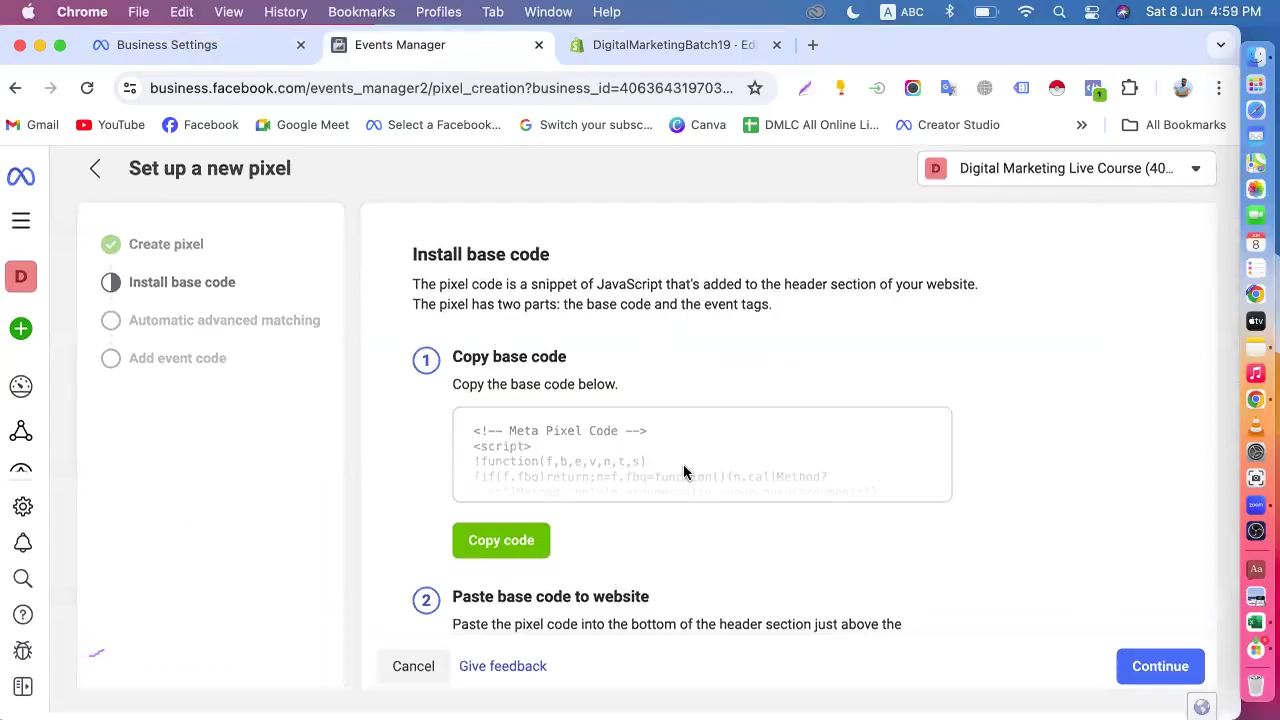 Chrome File Edit View History Bookmarks Profiles Tab Window Help A ABC Sat 8 Jun 4:59 PM
Business Settings Events Manager DigitalMarketingBatch19 · Edi
business.facebook.com/events_manager2/pixel_creation?business_id=406364319703...
Gmail YouTube Facebook Google Meet Select a Facebook... Switch your subsc... Canva DMLC All Online Li... Creator Studio All Bookmarks
Set up a new pixel
D Digital Marketing Live Course (40...
Create pixel
Install base code
Automatic advanced matching
Add event code
D
Install base code
The pixel code is a snippet of JavaScript that's added to the header section of your website.
The pixel has two parts: the base code and the event tags.
1 Copy base code
Copy the base code below.
<!-- Meta Pixel Code -->
<script>
!function(f,b,e,v,n,t,s)
{if(f.fbq)return;n=f.fbq=function(){n.callMethod?
Copy code
2 Paste base code to website
Paste the pixel code into the bottom of the header section just above the
Cancel Give feedback Continue